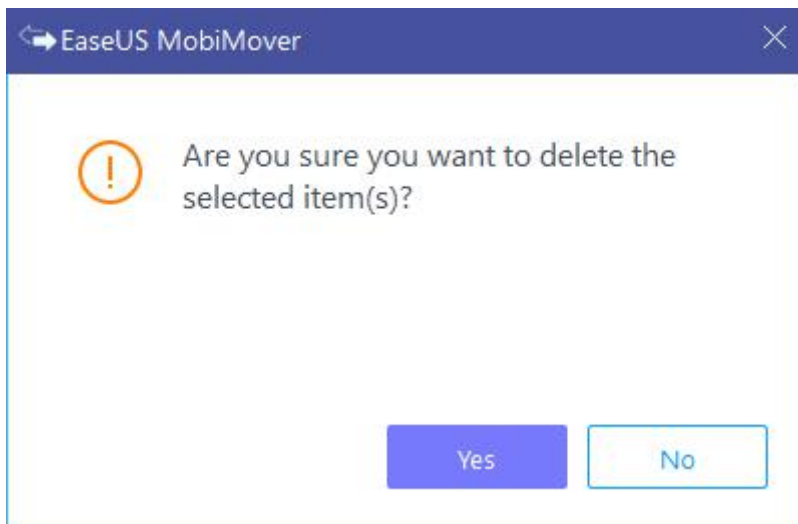 EaseUS MobiMover
Are you sure you want to delete the
selected item(s)?
Yes
No